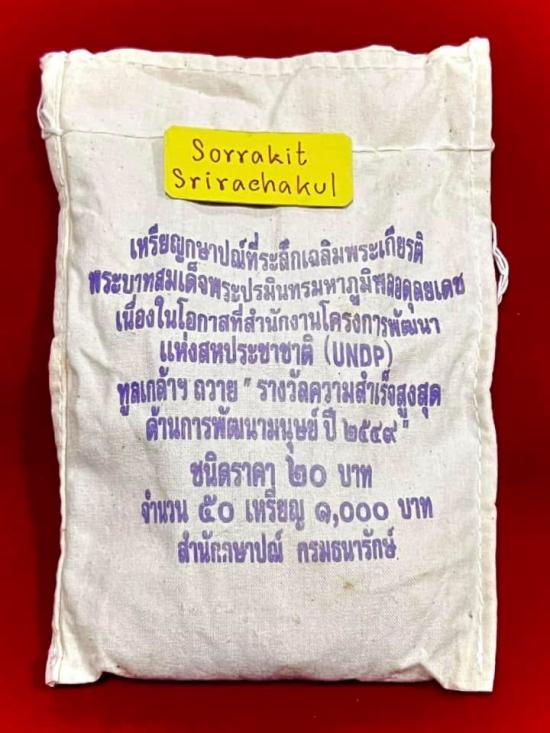 Sorrakit
Srirachakul
เหรียญกษาปณ์ที่ระลึกเฉลิมพระเกียรติ
พระบาทสมเด็จพระปรมินทรมหาภูมิพลอดุลยเดช
เนื่องในโอกาสที่สำนักงานโครงการพัฒนา
แห่งสหประชาชาติ (UNDP)
ทูลเกล้าฯ ถวาย " รางวัลความสำเร็จสูงสุด
ด้านการพัฒนามนุษย์ ปี ๒๕๔๙ "
ชนิดราคา ๒๐ บาท
จำนวน ๕๐ เหรียญ ๑,๐๐๐ บาท
สำนักกษาปณ์ กรมธนารักษ์